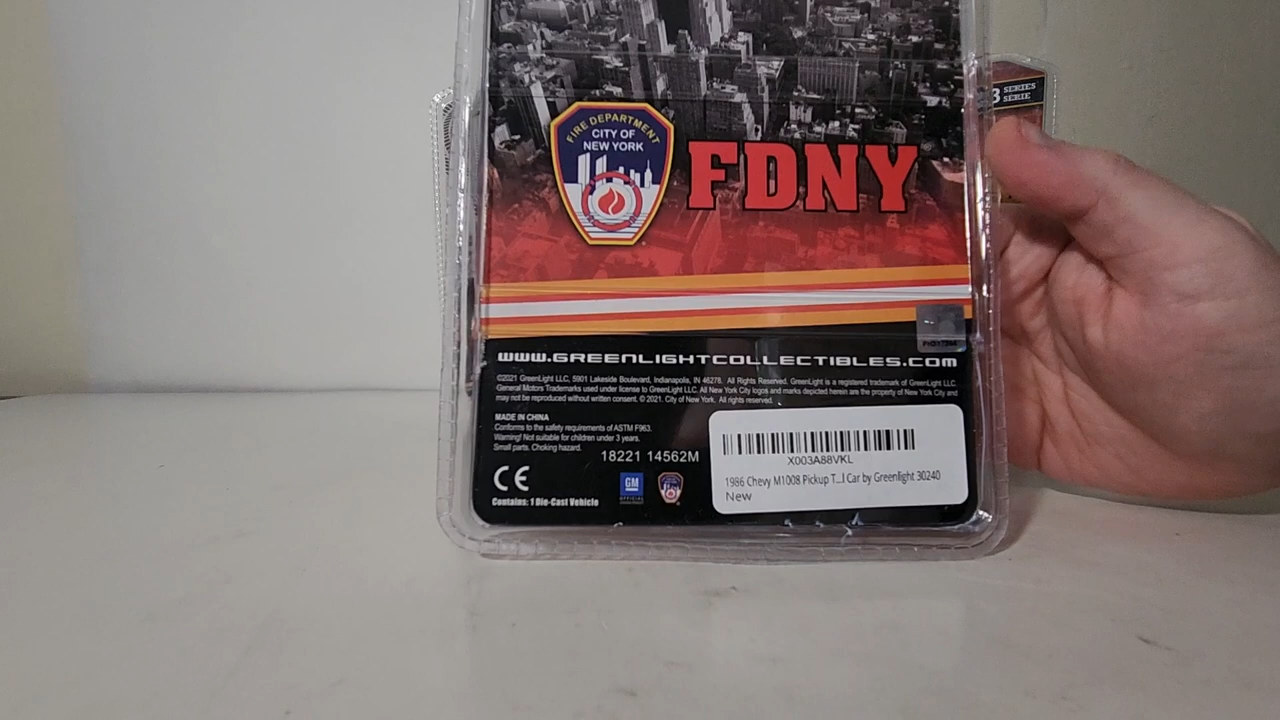 3 SERIES
SÉRIE
FIRE DEPARTMENT
CITY OF
NEW YORK
FDNY
WWW.GREENLIGHTCOLLECTIBLES.COM
©2021 GreenLight LLC, 5901 Lakeside Boulevard, Indianapolis, IN 46278. All Rights Reserved. GreenLight is a registered trademark of GreenLight LLC.
General Motors Trademarks used under license to GreenLight LLC. All New York City logos and marks depicted herein are the property of New York City and
may not be reproduced without written consent. © 2021. City of New York. All rights reserved.
MADE IN CHINA
Conforms to the safety requirements of ASTM F963.
Warning! Not suitable for children under 3 years.
Small parts. Choking hazard.
18221 14562M
CE
GM
OFFICIAL
Contains: 1 Die-Cast Vehicle
X003A88VKL
1986 Chevy M1008 Pickup T...l Car by Greenlight 30240
New